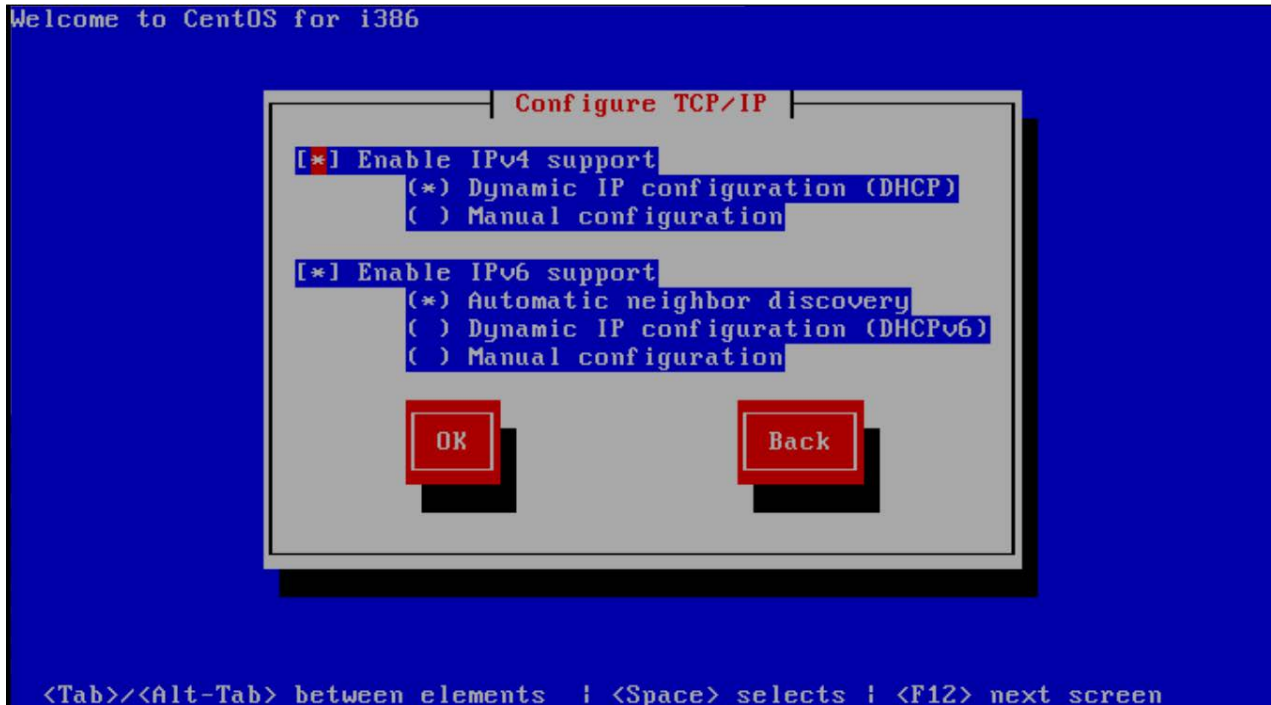 Welcome to CentOS for i386
Configure TCP/IP
[*] Enable IPv4 support
(*) Dynamic IP configuration (DHCP)
( ) Manual configuration
[*] Enable IPv6 support
(*) Automatic neighbor discovery
( ) Dynamic IP configuration (DHCPv6)
( ) Manual configuration
OK Back
<Tab>/<Alt-Tab> between elements | <Space> selects | <F12> next screen